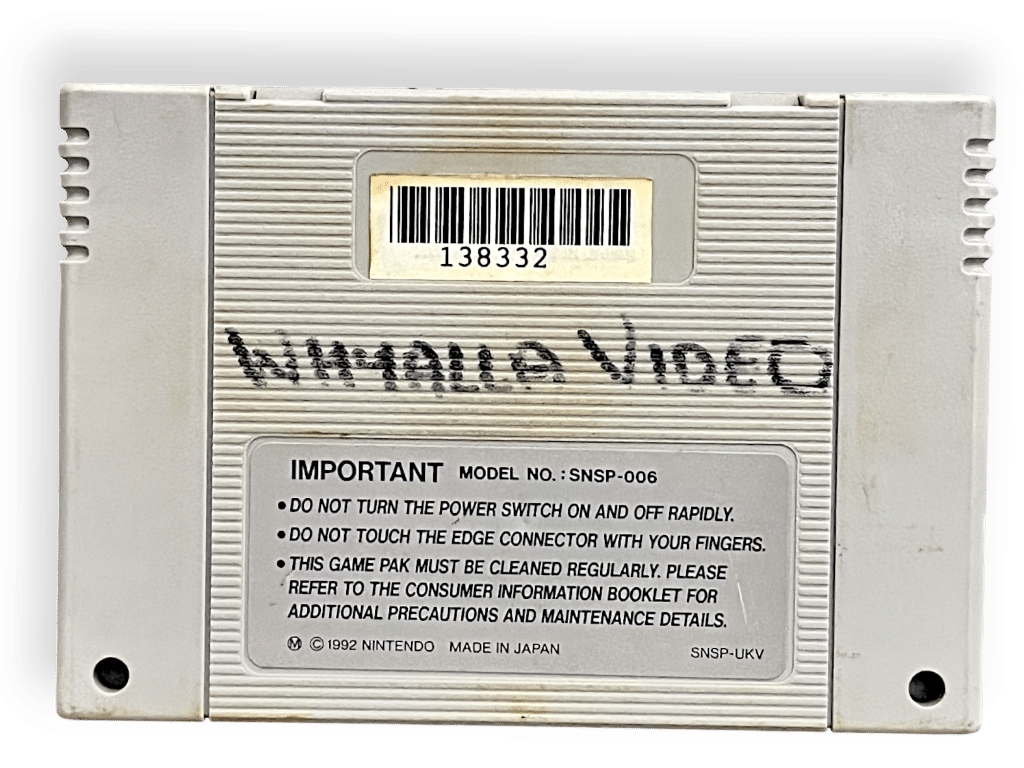 138332
WHYALLA VIDEO
IMPORTANT MODEL NO.: SNSP-006
•DO NOT TURN THE POWER SWITCH ON AND OFF RAPIDLY.
•DO NOT TOUCH THE EDGE CONNECTOR WITH YOUR FINGERS.
•THIS GAME PAK MUST BE CLEANED REGULARLY. PLEASE
REFER TO THE CONSUMER INFORMATION BOOKLET FOR
ADDITIONAL PRECAUTIONS AND MAINTENANCE DETAILS.
Ⓜ ©1992 NINTENDO MADE IN JAPAN SNSP-UKV